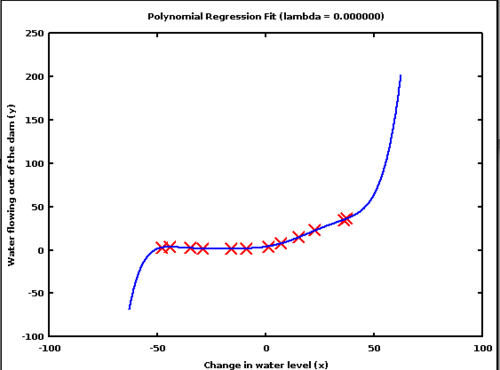 Polynomial Regression Fit (lambda = 0.000000)
250
200
150
100
50
0
-50
-100
Water flowing out of the dam (y)
-100 -50 0 50 100
Change in water level (x)